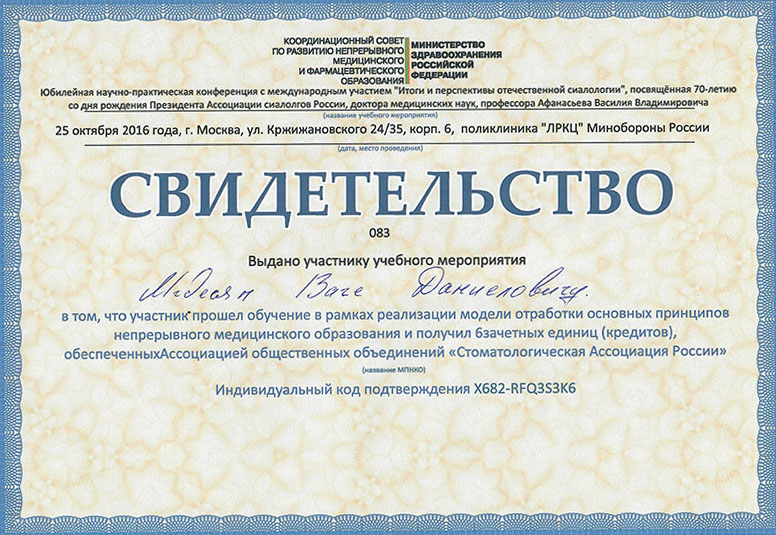 КООРДИНАЦИОННЫЙ СОВЕТ
ПО РАЗВИТИЮ НЕПРЕРЫВНОГО
МЕДИЦИНСКОГО
И ФАРМАЦЕВТИЧЕСКОГО
ОБРАЗОВАНИЯ
МИНИСТЕРСТВО
ЗДРАВООХРАНЕНИЯ
РОССИЙСКОЙ
ФЕДЕРАЦИИ
Юбилейная научно-практическая конференция с международным участием "Итоги и перспективы отечественной сиалологии", посвящённая 70-летию
со дня рождения Президента Ассоциации сиалолгов России, доктора медицинских наук, профессора Афанасьева Василия Владимировича
(название учебного мероприятия)
25 октября 2016 года, г. Москва, ул. Кржижановского 24/35, корп. 6, поликлиника "ЛРКЦ" Минобороны России
(дата, место проведения)
СВИДЕТЕЛЬСТВО
083
Выдано участнику учебного мероприятия
Ваге Даниеловичу
в том, что участник прошел обучение в рамках реализации модели отработки основных принципов
непрерывного медицинского образования и получил 6зачетных единиц (кредитов),
обеспеченныхАссоциацией общественных объединений «Стоматологическая Ассоциация России»
(название МПНКО)
Индивидуальный код подтверждения X682-RFQ3S3K6